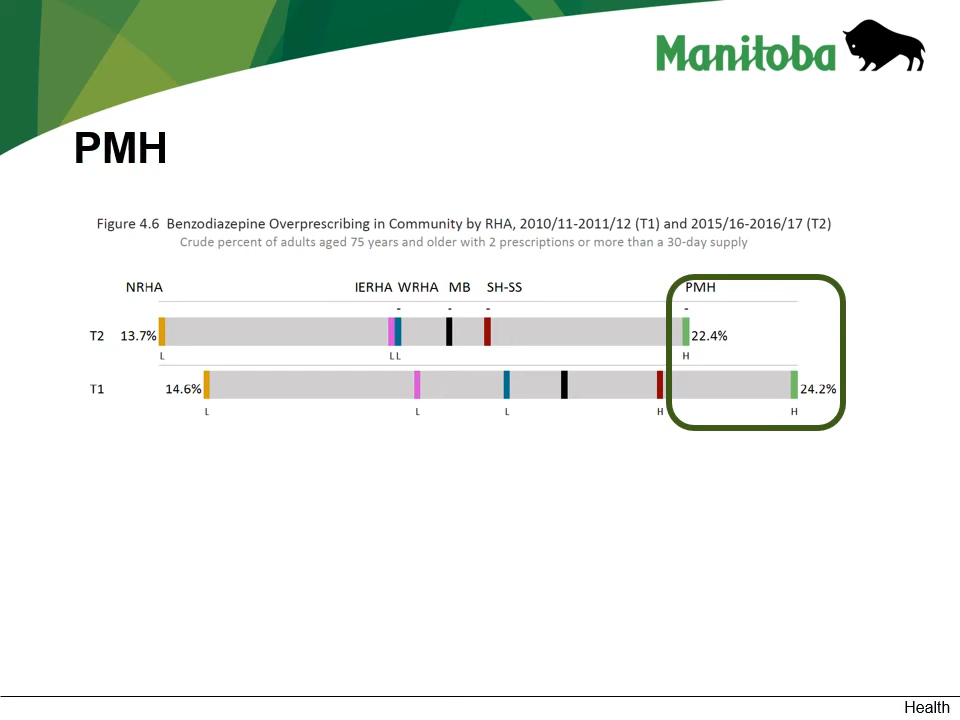 Manitoba
PMH
Figure 4.6 Benzodiazepine Overprescribing in Community by RHA, 2010/11-2011/12 (T1) and 2015/16-2016/17 (T2)
Crude percent of adults aged 75 years and older with 2 prescriptions or more than a 30-day supply
NRHA IERHA WRHA MB SH-SS PMH
- - - -
T2 13.7% 22.4%
L L L H
T1 14.6% 24.2%
L L L H H
Health